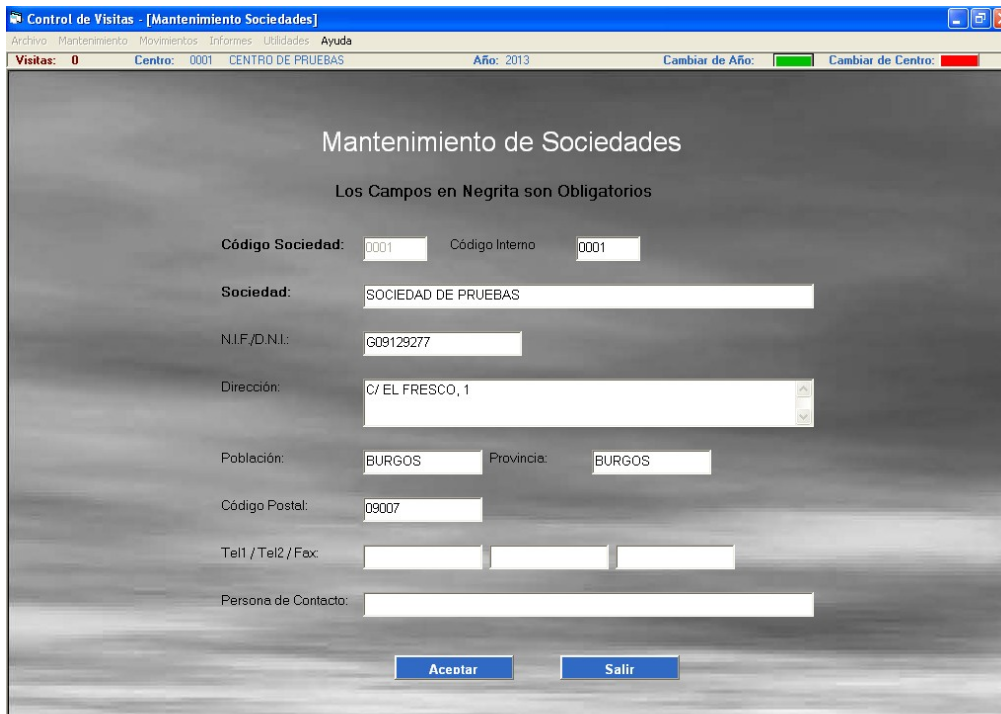 Control de Visitas - [Mantenimiento Sociedades]
Archivo Mantenimiento Movimientos Informes Utilidades Ayuda
Visitas: 0 Centro: 0001 CENTRO DE PRUEBAS Año: 2013 Cambiar de Año: Cambiar de Centro:
Mantenimiento de Sociedades
Los Campos en Negrita son Obligatorios
Código Sociedad: 0001 Código Interno 0001
Sociedad: SOCIEDAD DE PRUEBAS
N.I.F./D.N.I.: G09129277
Dirección: C/ EL FRESCO, 1
Población: BURGOS Provincia: BURGOS
Código Postal: 09007
Tel1 / Tel2 / Fax:
Persona de Contacto:
Aceptar Salir